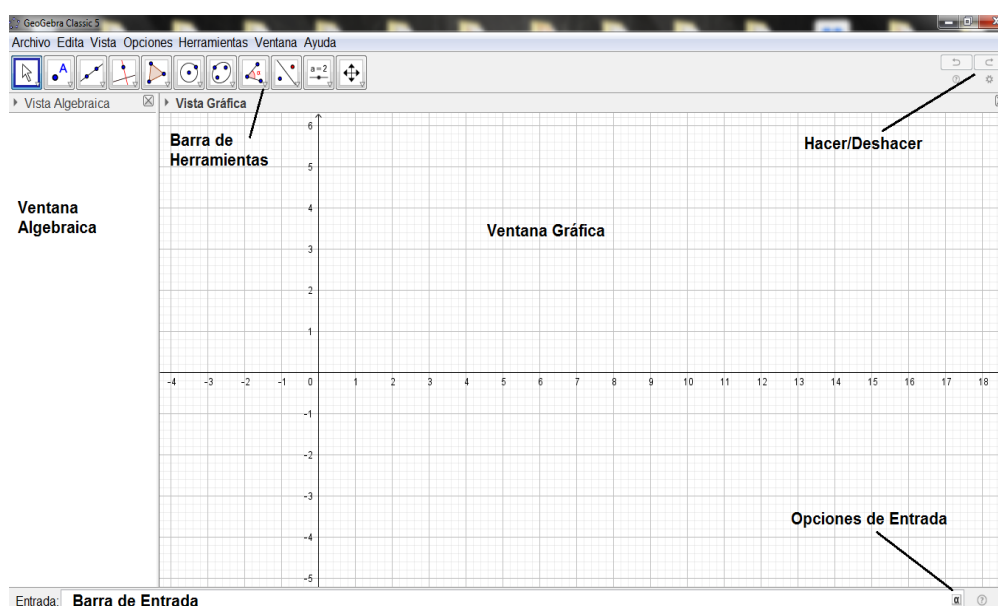 GeoGebra Classic 5
Archivo Edita Vista Opciones Herramientas Ventana Ayuda
A
a=2
Vista Algebraica
Vista Gráfica
Barra de
Herramientas
Hacer/Deshacer
Ventana
Algebraica
Ventana Gráfica
6
5
4
3
2
1
-4 -3 -2 -1 0 1 2 3 4 5 6 7 8 9 10 11 12 13 14 15 16 17 18
-1
-2
-3
-4
-5
Opciones de Entrada
Entrada: Barra de Entrada α